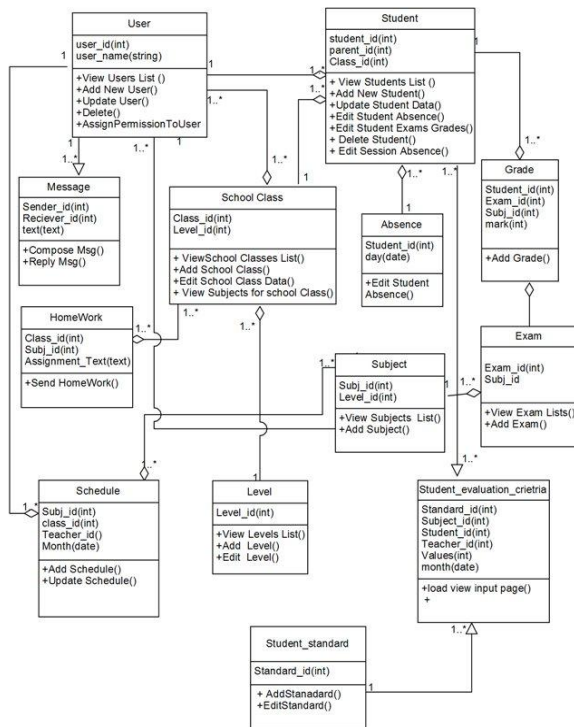 User
user_id(int)
user_name(string)
+View Users List ()
+Add New User()
+Update User()
+Delete()
+AssignPermissionToUser
Student
student_id(int)
parent_id(int)
Class_id(int)
+ View Students List ()
+Add New Student()
+Update Student Data()
+Edit Student Absence()
+Edit Student Exams Grades()
+ Delete Student()
+ Edit Session Absence()
1
1
1..*
1
1..*
1
1..*
1..*
1
1
1..*
1..*
1..*
Message
Sender_id(int)
Reciever_id(int)
text(text)
+Compose Msg()
+Reply Msg()
School Class
Class_id(int)
Level_id(int)
+ ViewSchool Classes List()
+Add School Class()
+Edit School Class Data()
+ View Subjects for school Class()
Absence
Student_id(int)
day(date)
+Edit Student
Absence()
1
Grade
Student_id(int)
Exam_id(int)
Subj_id(int)
mark(int)
+Add Grade()
HomeWork
Class_id(int)
Subj_id(int)
Assignment_Text(text)
+Send HomeWork()
1..*
1..*
1..*
1..*
Subject
Subj_id(int)
Level_id(int)
+View Subjects List()
+Add Subject()
1
1..*
Exam
Exam_id(int)
Subj_id
+View Exam Lists()
+Add Exam()
1..*
1..*
1
1..*
Schedule
Subj_id(int)
class_id(int)
Teacher_id()
Month(date)
+Add Schedule()
+Update Schedule()
Level
Level_id(int)
+View Levels List()
+Add Level()
+Edit Level()
Student_evaluation_crietria
Standard_id(int)
Subject_id(int)
Student_id(int)
Teacher_id(int)
Values(int)
month(date)
+load view input page()
+
1..*
Student_standard
Standard_id(int)
+ AddStanadard()
+EditStandard()
1